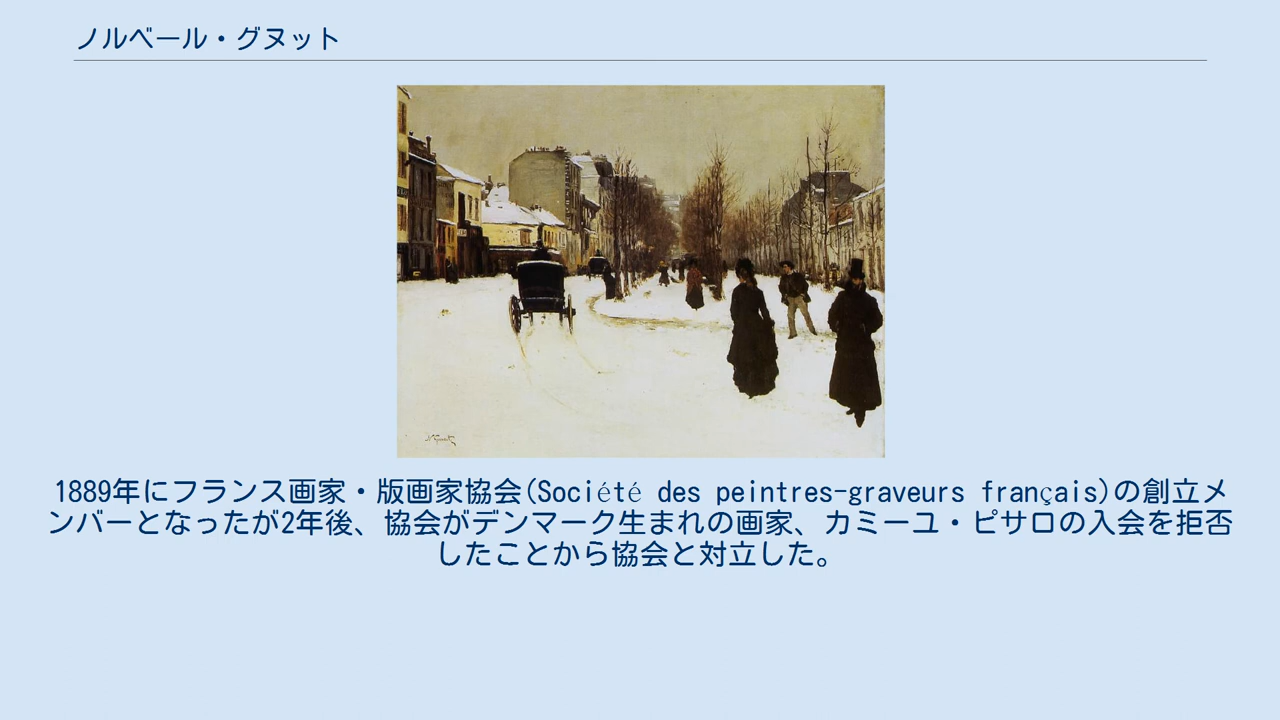 ノルベール・グヌット
1889年にフランス画家・版画家協会(Société des peintres-graveurs français)の創立メ
ンバーとなったが2年後、協会がデンマーク生まれの画家、カミーユ・ピサロの入会を拒否
したことから協会と対立した。